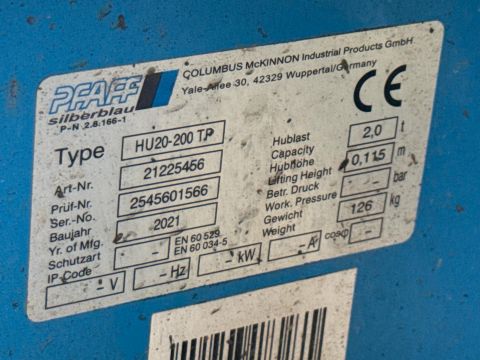 COLUMBUS McKINNON Industrial Products GmbH
Yale-Allee 30, 42329 Wuppertal/Germany
PFAFF
silberblau
P-N 2.8.166-1
CE
Type HU20-200 TP
Art-Nr. 21225456
Prüf-Nr. 2545601566
Ser.-No.
Baujahr 2021
Yr. of Mfg.
Schutzart - EN 60 529
IP Code EN 60 034-5
- V - Hz - kW - A cosφ -
Hublast 2,0 t
Capacity
Hubhöhe 0,115 m
Lifting Height
Betr. Druck - bar
Work. Pressure
Gewicht 126 kg
Weight